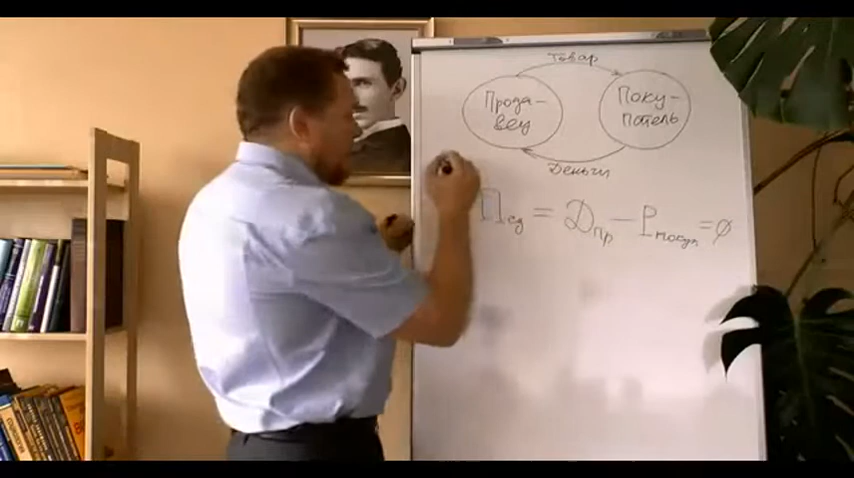 Товар
Прода-
вец
Поку-
патель
Деньги
Псд = Дпр - Рпокуп = ∅